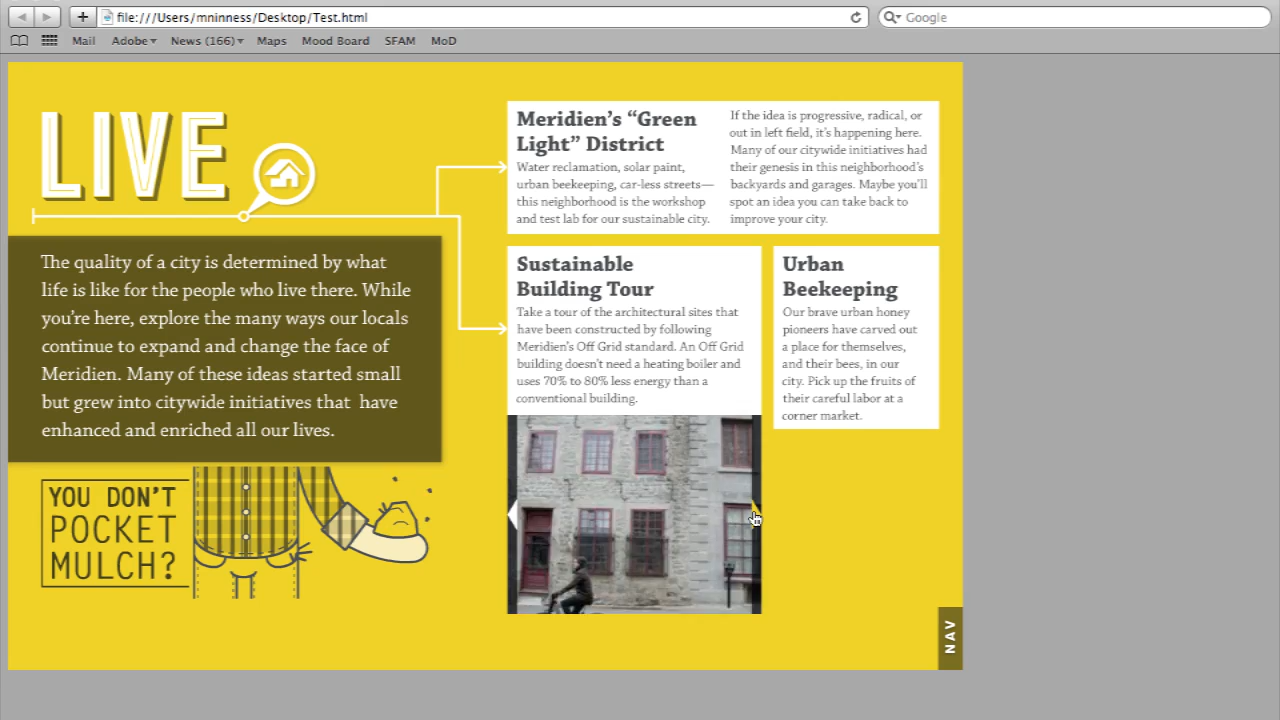 file:///Users/mninness/Desktop/Test.html
Google
Mail Adobe News (166) Maps Mood Board SFAM MoD
LIVE
The quality of a city is determined by what
life is like for the people who live there. While
you're here, explore the many ways our locals
continue to expand and change the face of
Meridien. Many of these ideas started small
but grew into citywide initiatives that have
enhanced and enriched all our lives.
YOU DON'T
POCKET
MULCH?
Meridien's “Green
Light” District
Water reclamation, solar paint,
urban beekeeping, car-less streets—
this neighborhood is the workshop
and test lab for our sustainable city.
If the idea is progressive, radical, or
out in left field, it's happening here.
Many of our citywide initiatives had
their genesis in this neighborhood's
backyards and garages. Maybe you'll
spot an idea you can take back to
improve your city.
Sustainable
Building Tour
Take a tour of the architectural sites that
have been constructed by following
Meridien's Off Grid standard. An Off Grid
building doesn't need a heating boiler and
uses 70% to 80% less energy than a
conventional building.
Urban
Beekeeping
Our brave urban honey
pioneers have carved out
a place for themselves,
and their bees, in our
city. Pick up the fruits of
their careful labor at a
corner market.
NAV